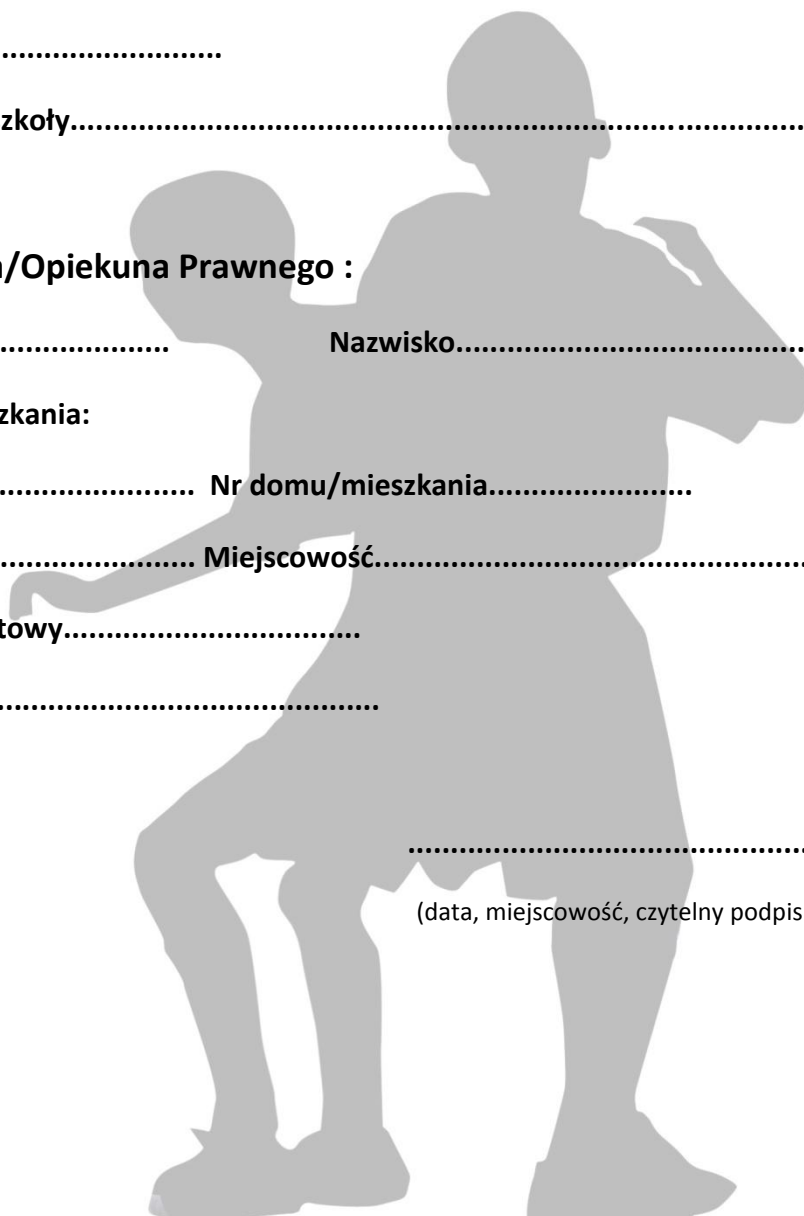 ..........................
zkoły......................................................................................
/Opiekuna Prawnego :
.................... Nazwisko.........................................
zkania:
....................... Nr domu/mieszkania........................
....................... Miejscowość...................................................
towy...................................
.............................................
...............................................
(data, miejscowość, czytelny podpis